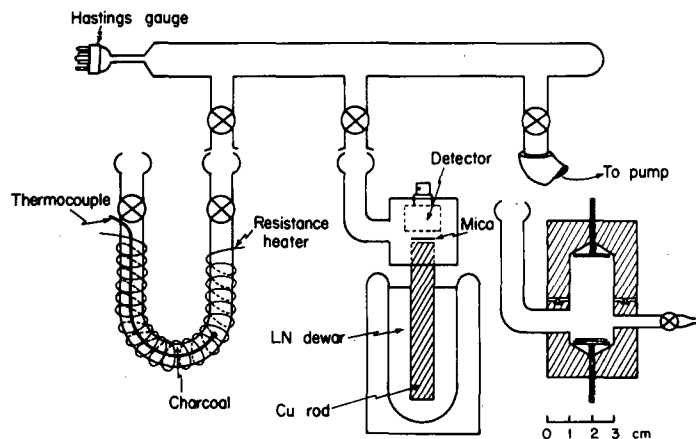 Hastings gauge
Detector
To pump
Thermocouple
Resistance
heater
Mica
LN dewar
Charcoal
Cu rod
0 1 2 3 cm